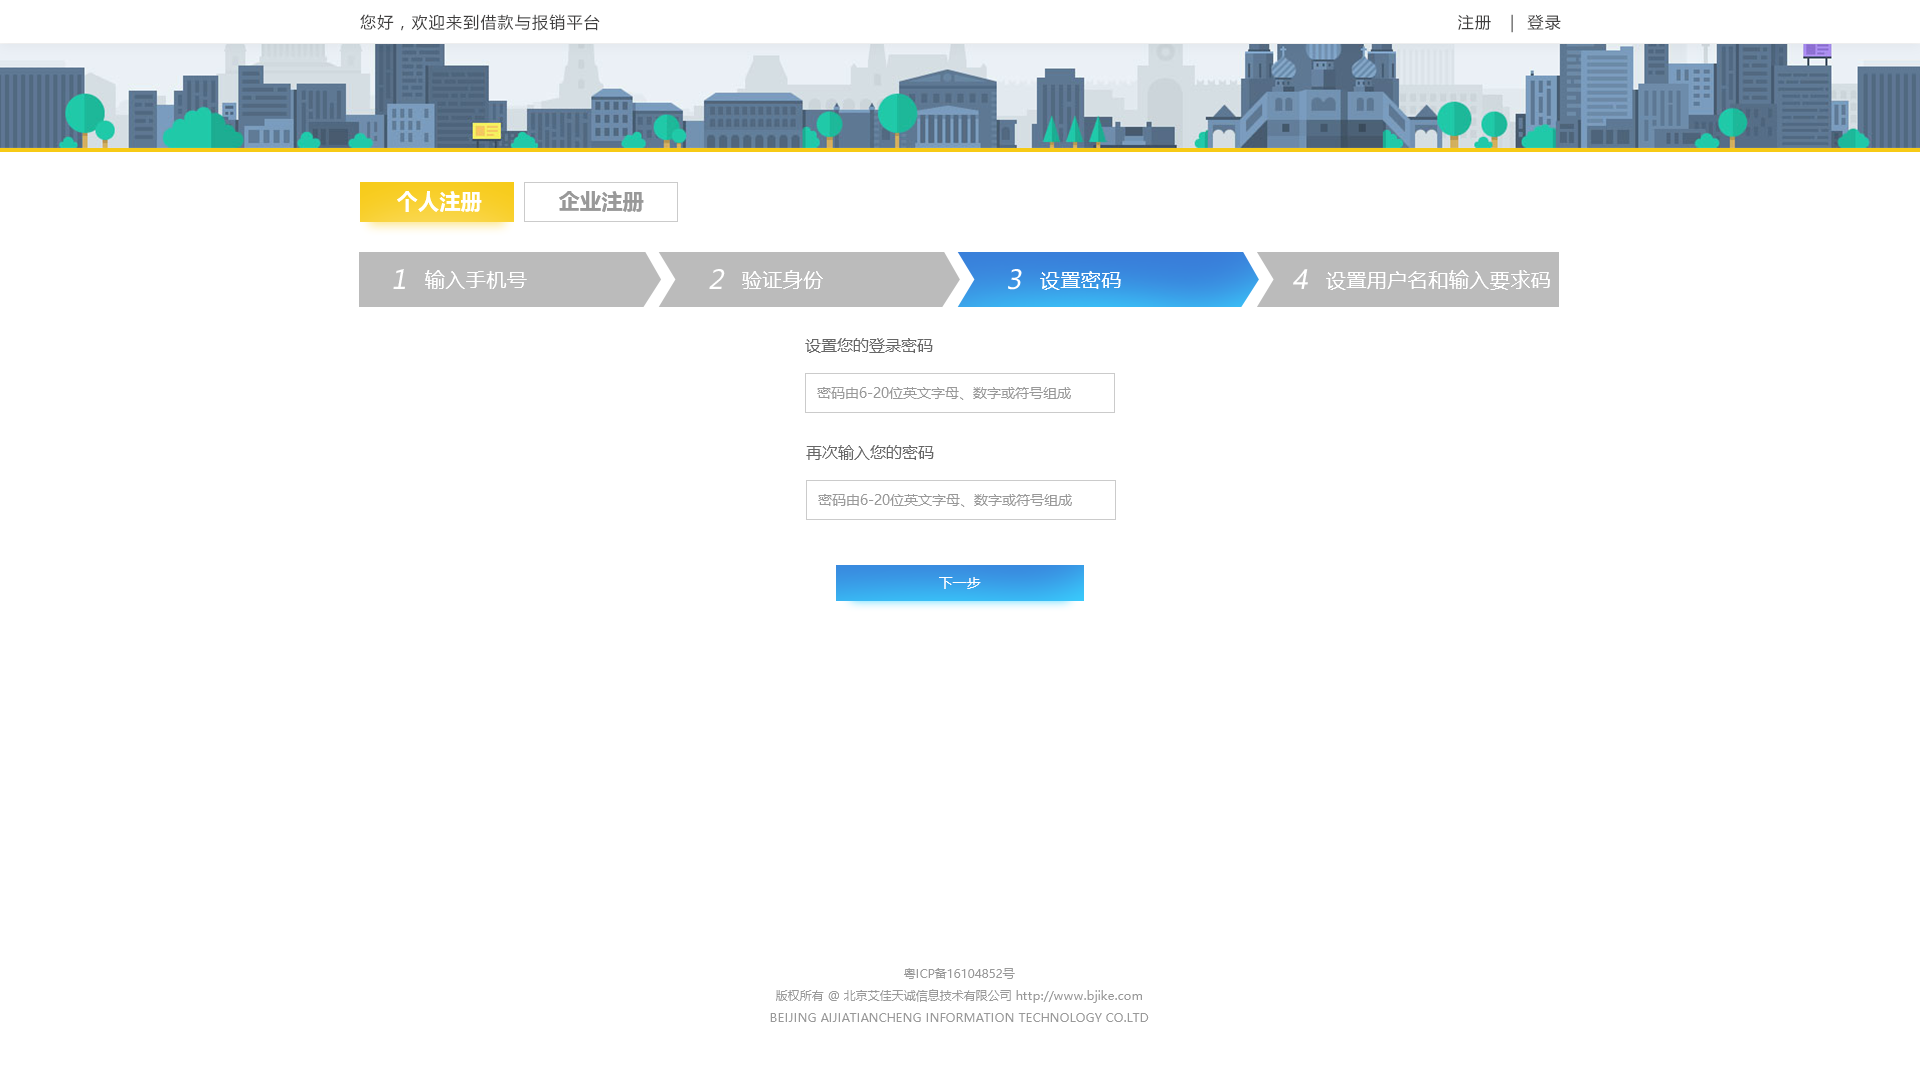 您好，欢迎来到借款与报销平台
注册 | 登录
个人注册 企业注册
1 输入手机号 2 验证身份 3 设置密码 4 设置用户名和输入要求码
设置您的登录密码
密码由6-20位英文字母、数字或符号组成
再次输入您的密码
密码由6-20位英文字母、数字或符号组成
下一步
粤ICP备16104852号
版权所有 @ 北京艾佳天诚信息技术有限公司 http://www.bjike.com
BEIJING AIJIATIANCHENG INFORMATION TECHNOLOGY CO.LTD